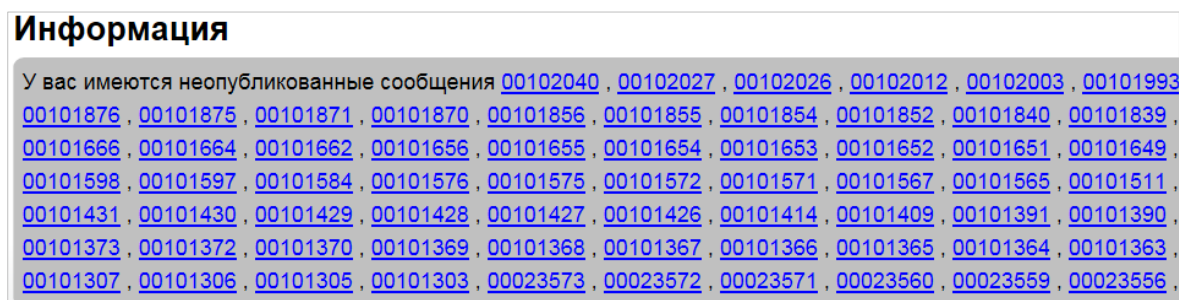 Информация
У вас имеются неопубликованные сообщения 00102040 , 00102027 , 00102026 , 00102012 , 00102003 , 00101993
00101876 , 00101875 , 00101871 , 00101870 , 00101856 , 00101855 , 00101854 , 00101852 , 00101840 , 00101839 ,
00101666 , 00101664 , 00101662 , 00101656 , 00101655 , 00101654 , 00101653 , 00101652 , 00101651 , 00101649 ,
00101598 , 00101597 , 00101584 , 00101576 , 00101575 , 00101572 , 00101571 , 00101567 , 00101565 , 00101511 ,
00101431 , 00101430 , 00101429 , 00101428 , 00101427 , 00101426 , 00101414 , 00101409 , 00101391 , 00101390 ,
00101373 , 00101372 , 00101370 , 00101369 , 00101368 , 00101367 , 00101366 , 00101365 , 00101364 , 00101363 ,
00101307 , 00101306 , 00101305 , 00101303 , 00023573 , 00023572 , 00023571 , 00023560 , 00023559 , 00023556 ,